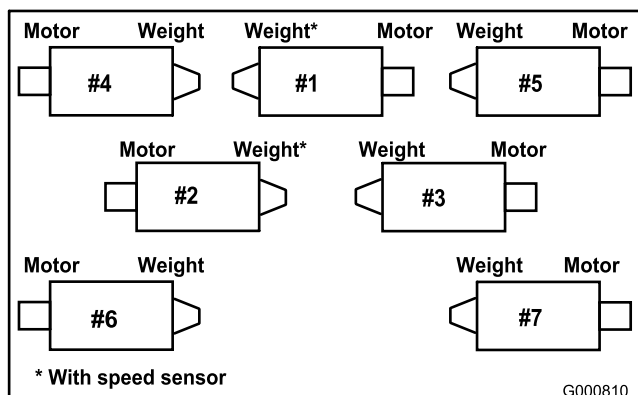 Motor Weight Weight* Motor Weight Motor
#4 #1 #5
Motor Weight* Weight Motor
#2 #3
Motor Weight Weight Motor
#6 #7
* With speed sensor
G000810